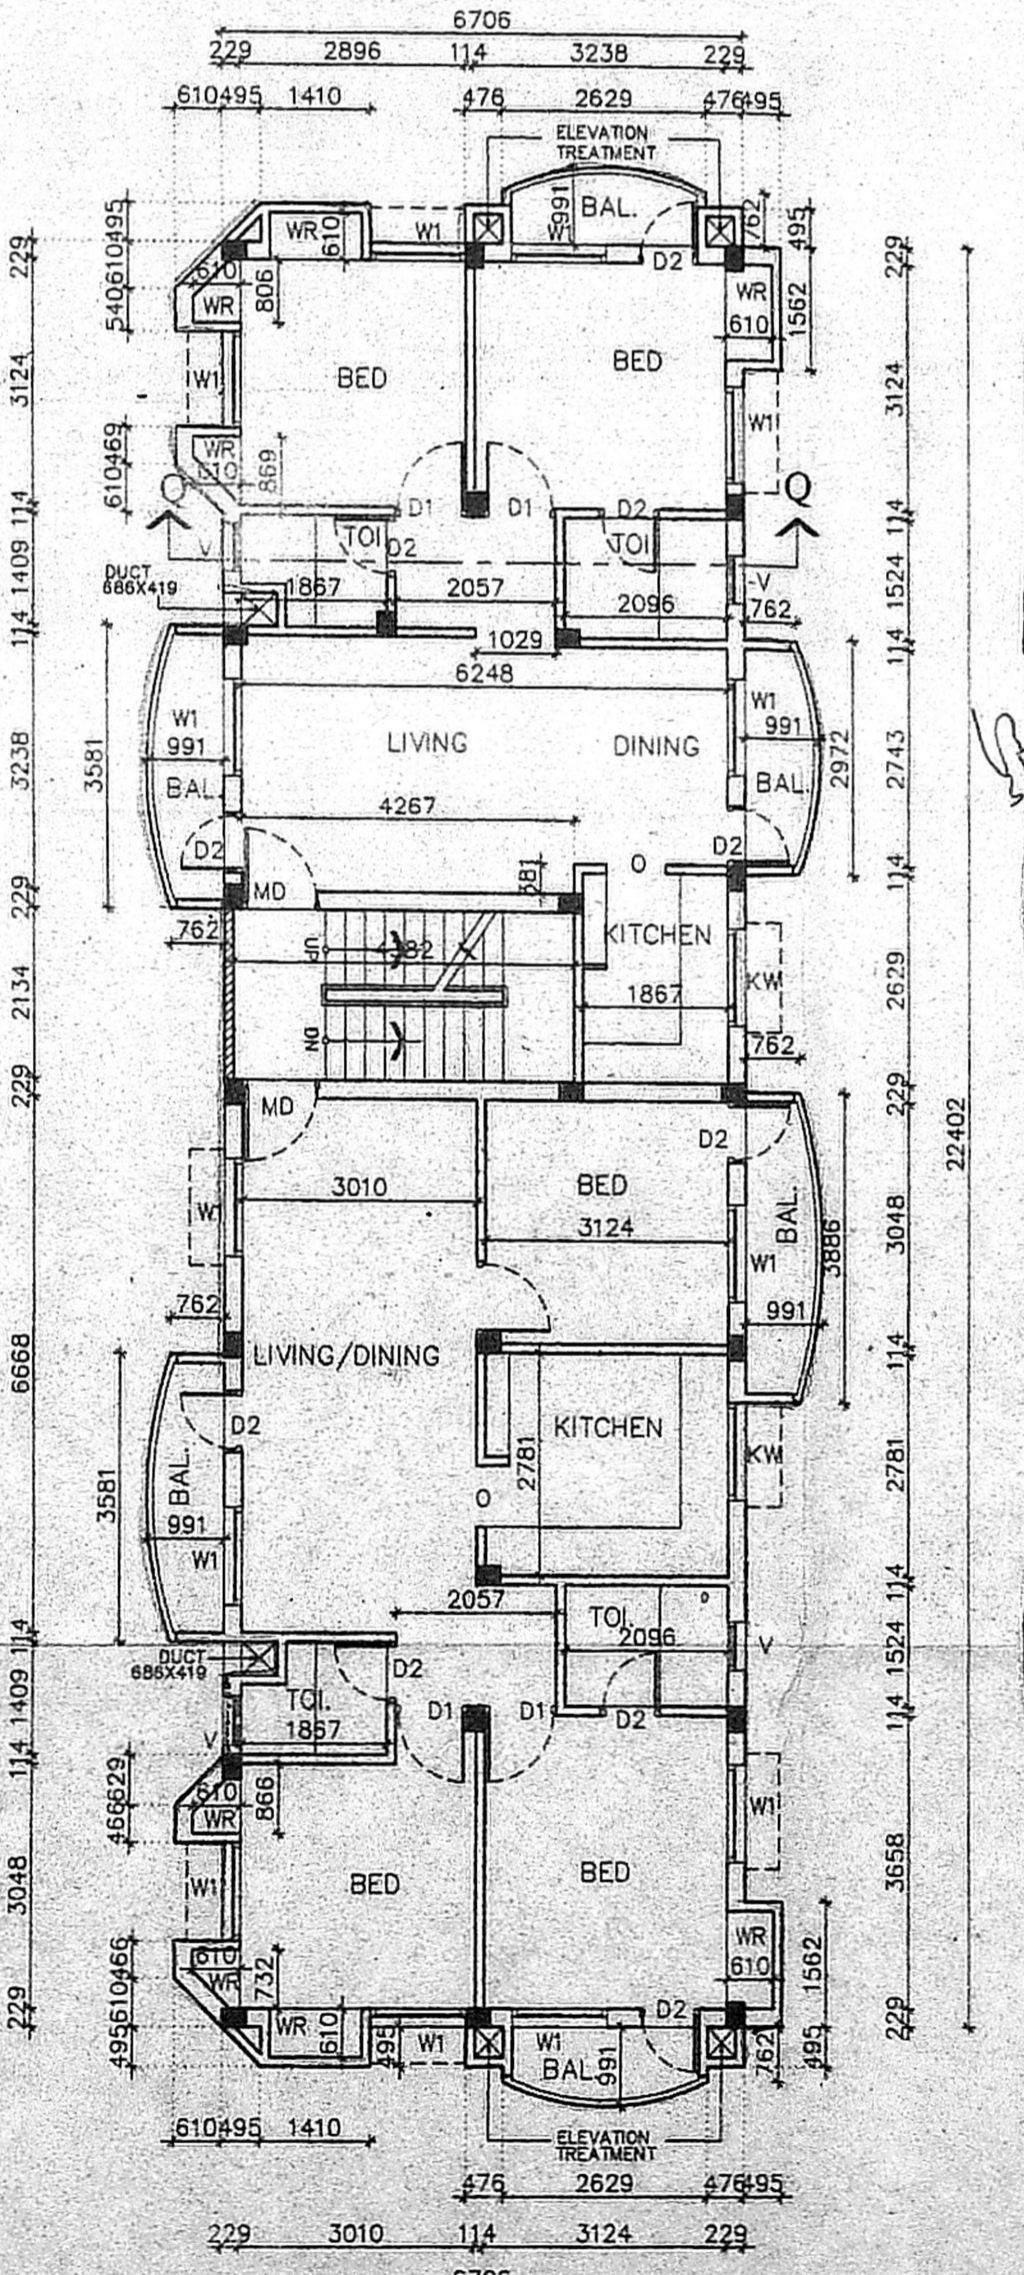 6706
229 2896 114 3238 229
610 495 1410 476 2629 476 495
ELEVATION
TREATMENT
991
BAL.
762
495
WR
610
W1
W1
D2
229
610 495
610
WR
806
WR
610
1562
229
540
BED
BED
3124
W1
W1
3124
610 469
WR
610
869
Q
D1
D1
D2
Q
114
V
TOI
D2
TOI
114
1409
DUCT
686X419
1867
2057
2096
V
762
1524
114
1029
114
6248
W1
991
LIVING
DINING
W1
991
3238
3581
BAL.
4267
BAL.
2972
2743
D2
O
D2
229
MD
381
114
762
UP
4382
KITCHEN
KW
2134
1867
2629
DN
762
229
MD
D2
229
3010
BED
BAL.
22402
W
3124
3048
3886
W1
762
991
6668
LIVING/DINING
114
D2
KITCHEN
KW
3581
BAL.
2781
2781
O
991
W1
2057
114
114
TOI.
DUCT
686X419
2096
V
1524
D2
1409
TOI.
1867
D1
D1
D2
114
V
114
466 629
610
WR
866
W1
W1
BED
BED
3658
3048
WR
610
1562
610 466
610
WR
732
D2
229
WR
610
229
495
495
W1
W1
BAL.
991
762
495
610 495 1410
ELEVATION
TREATMENT
476 2629 476 495
229 3010 114 3124 229